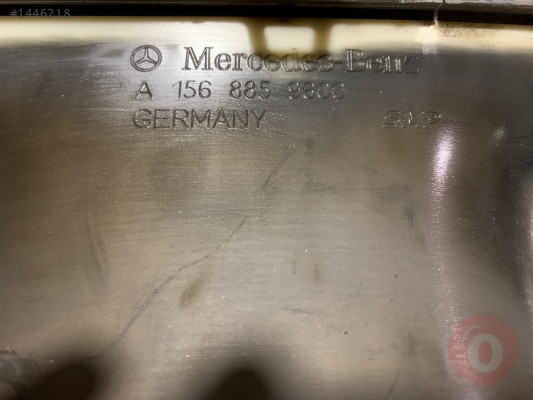 #1446218
Mercedes-Benz
A 156 885
GERMANY